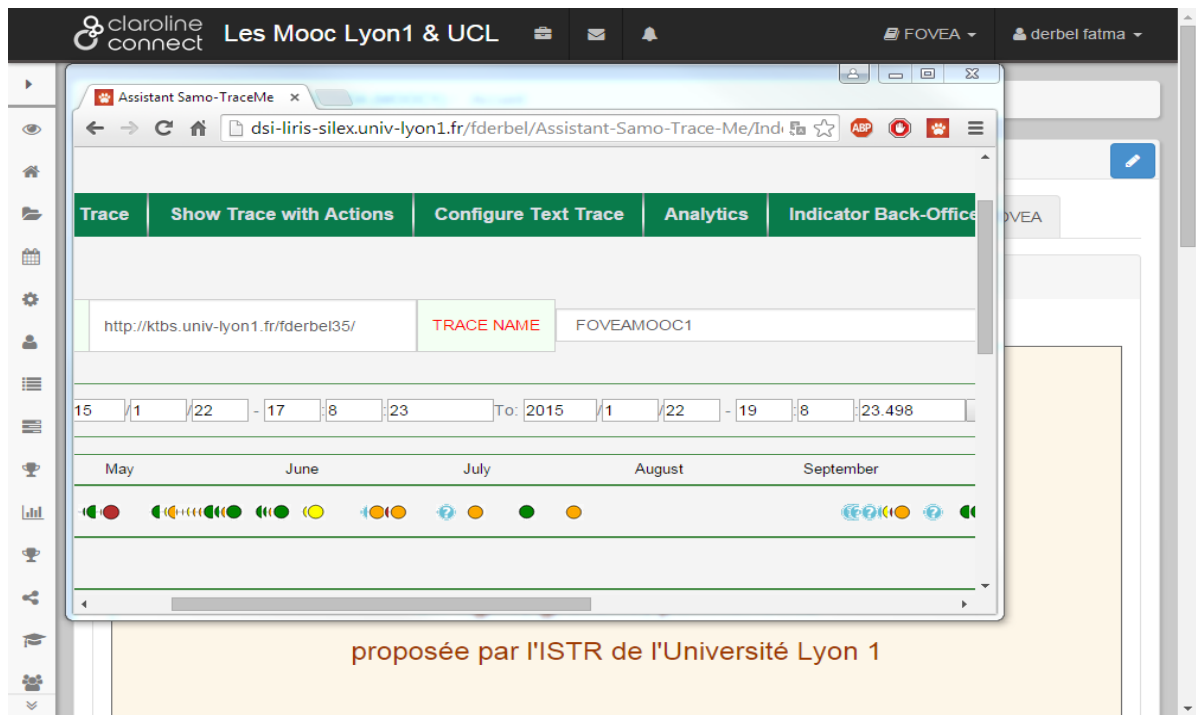 claroline
connect
Les Mooc Lyon1 & UCL
FOVEA
derbel fatma
Assistant Samo-TraceMe
dsi-liris-silex.univ-lyon1.fr/fderbel/Assistant-Samo-Trace-Me/Ind
ABP
Trace Show Trace with Actions Configure Text Trace Analytics Indicator Back-Office
OVEA
http://ktbs.univ-lyon1.fr/fderbel35/ TRACE NAME FOVEAMOOC1
15 /1 /22 - 17 :8 :23 To: 2015 /1 /22 - 19 :8 :23.498
May June July August September
? ? ? ?
proposée par l'ISTR de l'Université Lyon 1